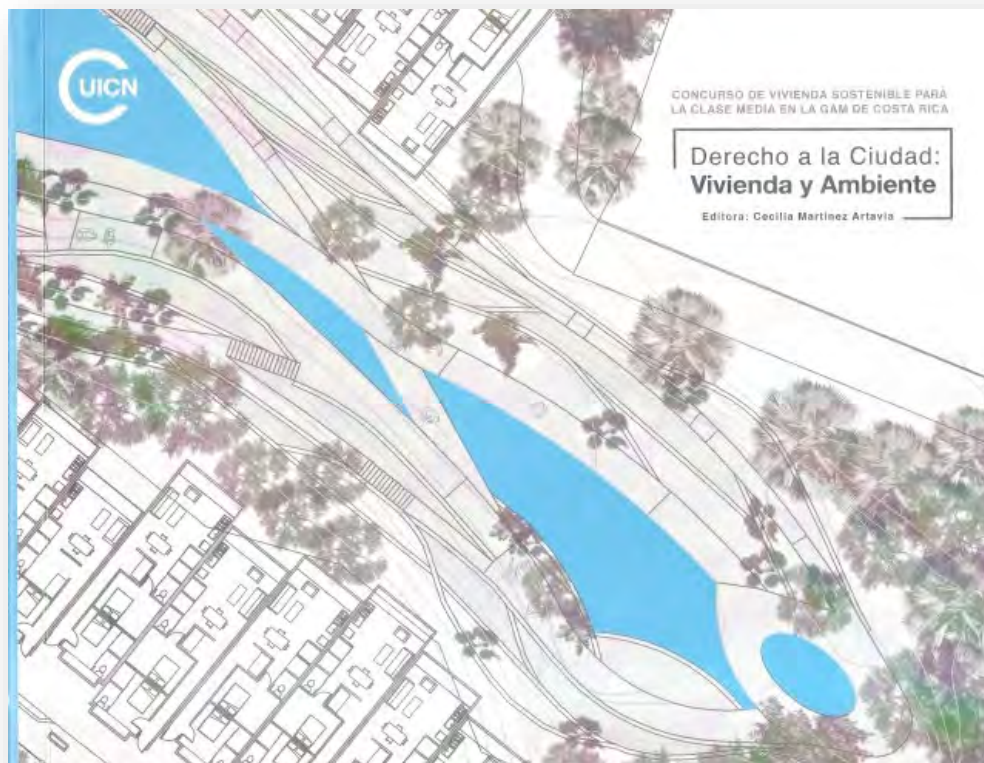 UICN
CONCURSO DE VIVIENDA SOSTENIBLE PARA
LA CLASE MEDIA EN LA GAM DE COSTA RICA
Derecho a la Ciudad:
Vivienda y Ambiente
Editora: Cecilia Martínez Artavia